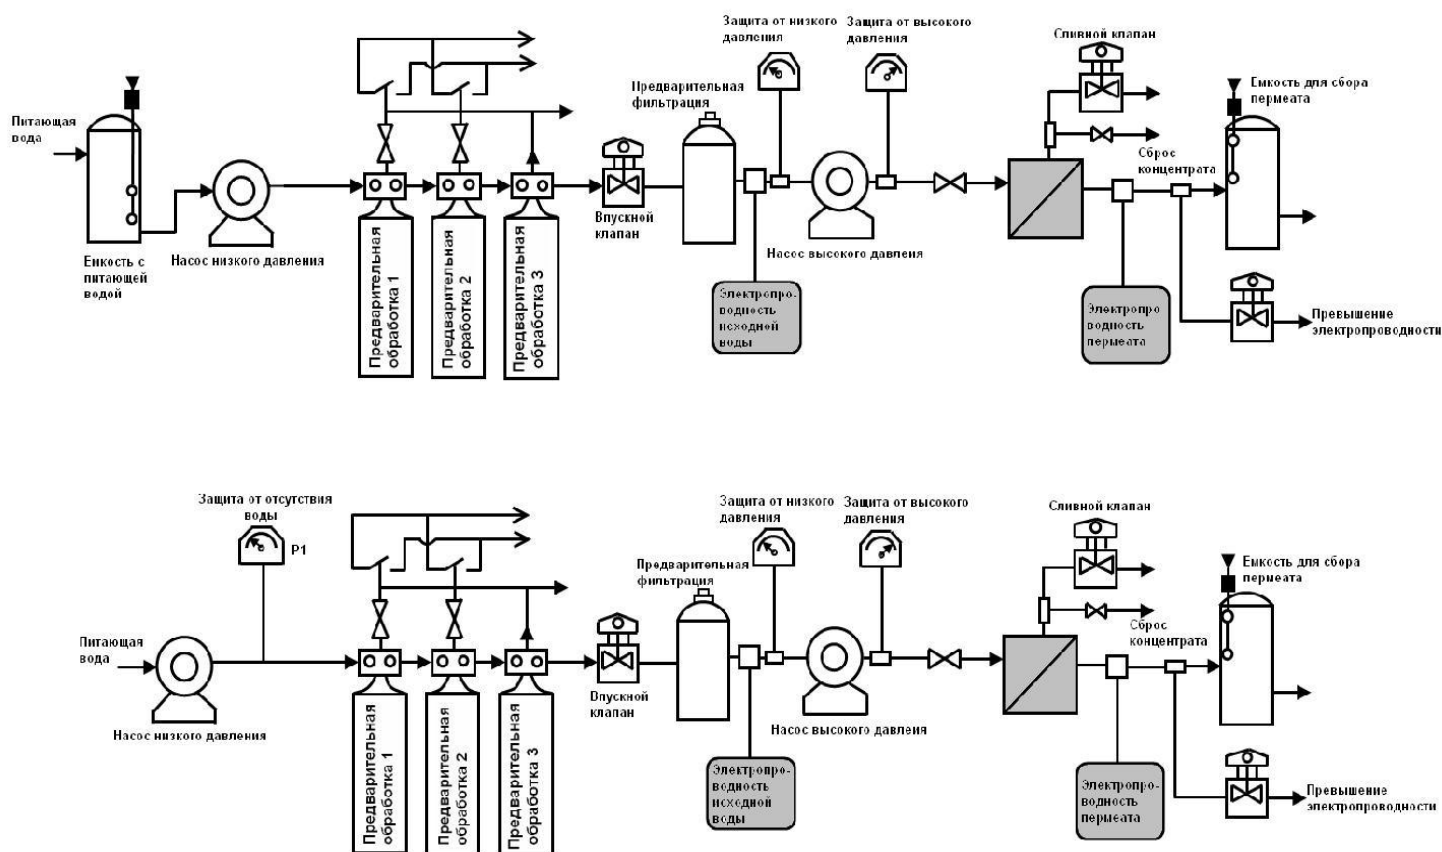 Защита от низкого
давления
Защита от высокого
давления
Сливной клапан
Питающая
вода
Предварительная
фильтрация
Емкость для сбора
пермеата
Сброс
концентрата
Впускной
клапан
Емкость с
питающей
водой
Насос низкого давления
Насос высокого давлеия
Предварительная
обработка 1
Предварительная
обработка 2
Предварительная
обработка 3
Электропро-
водность
исходной
воды
Электропро
водность
пермеата
Превышение
электропроводности
Защита от отсутствия
воды
P1
Защита от низкого
давления
Защита от высокого
давления
Сливной клапан
Предварительная
фильтрация
Емкость для сбора
пермеата
Питающая
вода
Сброс
концентрата
Впускной
клапан
Насос низкого давления
Насос высокого давлеия
Предварительная
обработка 1
Предварительная
обработка 2
Предварительная
обработка 3
Электропро-
водность
исходной
воды
Электропро-
водность
пермеата
Превышение
электропроводности